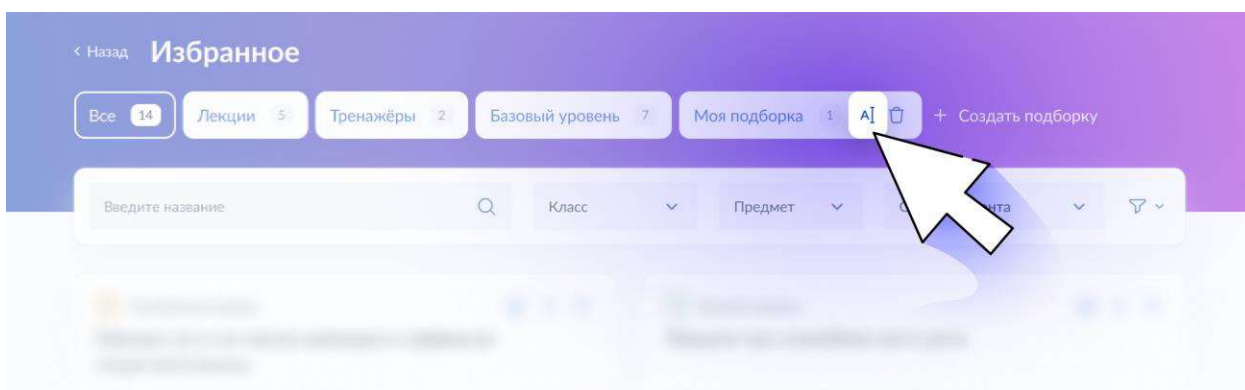 < Назад Избранное
Все 14 Лекции 5 Тренажёры 2 Базовый уровень 7 Моя подборка 1 A + Создать подборку
Введите название Класс Предмет